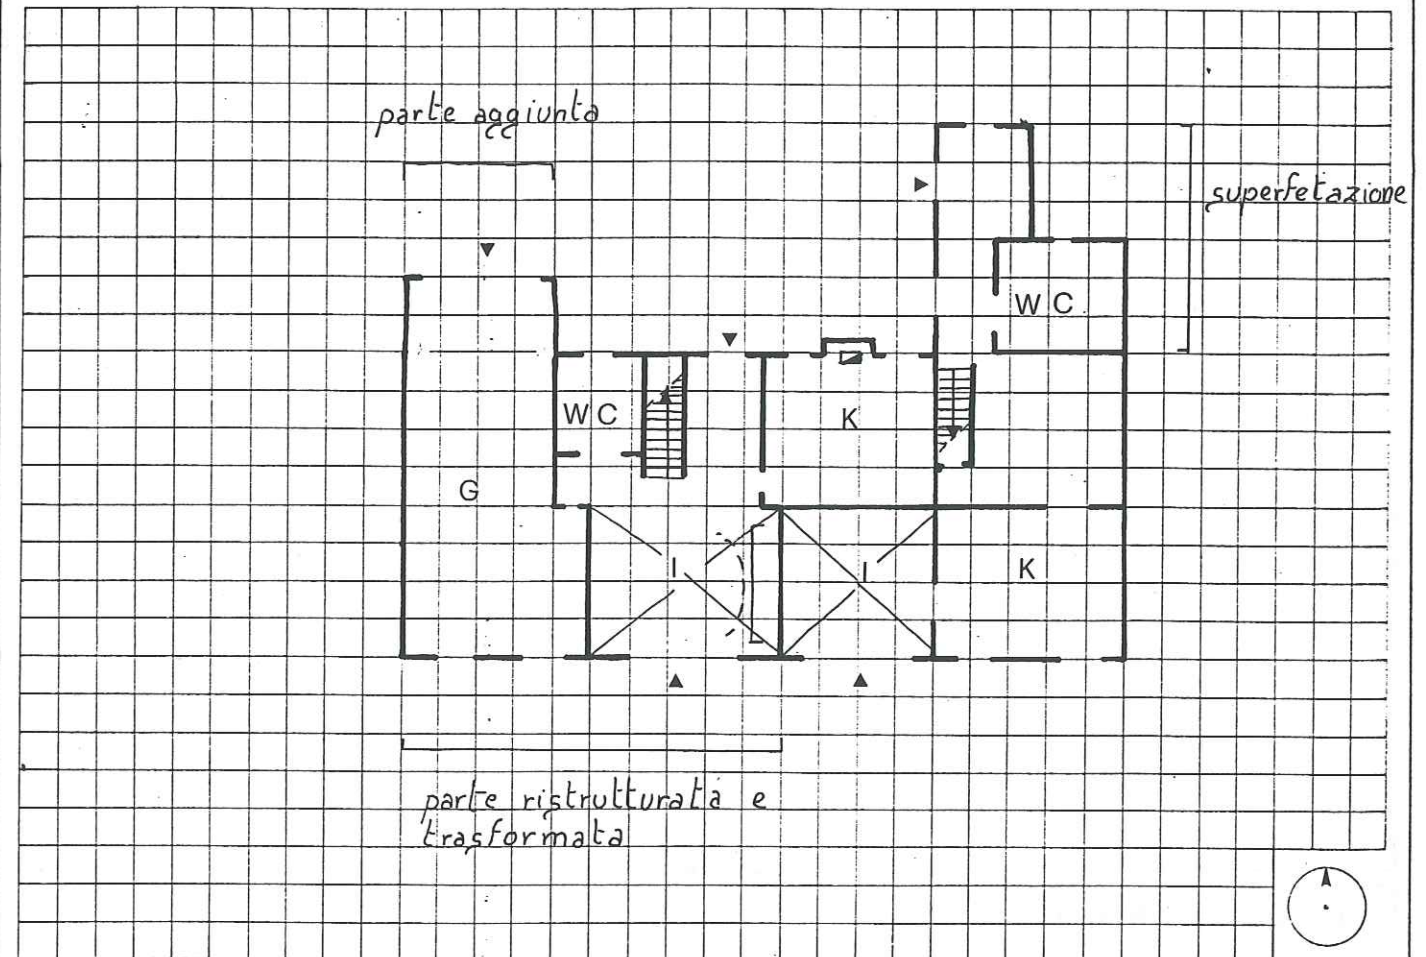 parte aggiunta
superfetazione
W C
W C
K
G
I
I
K
parte ristrutturata e
trasformata